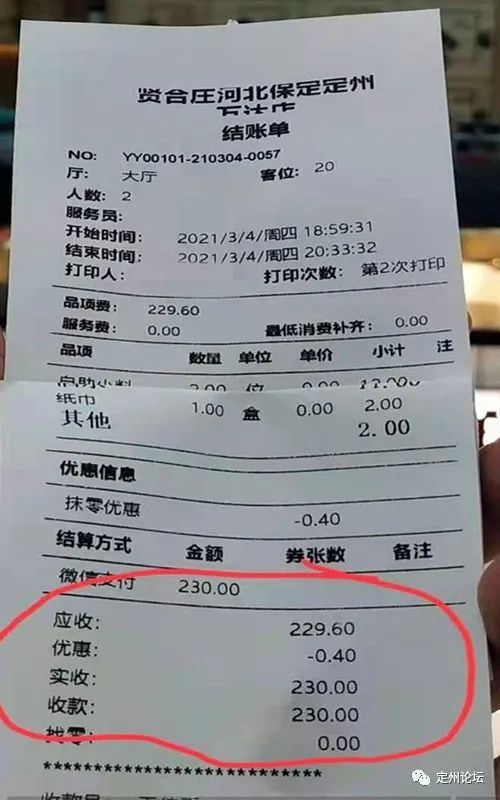 贤合庄河北保定定州
结账单
NO: YY00101-210304-0057
厅: 大厅 客位: 20
人数: 2
服务员:
开始时间: 2021/3/4/周四 18:59:31
结束时间: 2021/3/4/周四 20:33:32
打印人: 打印次数: 第2次打印
品项费: 229.60
服务费: 0.00 最低消费补齐: 0.00
品项 数量 单位 单价 小计 注
自助小料 2.00 位
纸巾 1.00 盒 0.00 2.00
其他 2.00
优惠信息
抹零优惠 -0.40
结算方式 金额 券张数 备注
微信支付 230.00
应收: 229.60
优惠: -0.40
实收: 230.00
收款: 230.00
找零: 0.00
****************************
定州论坛